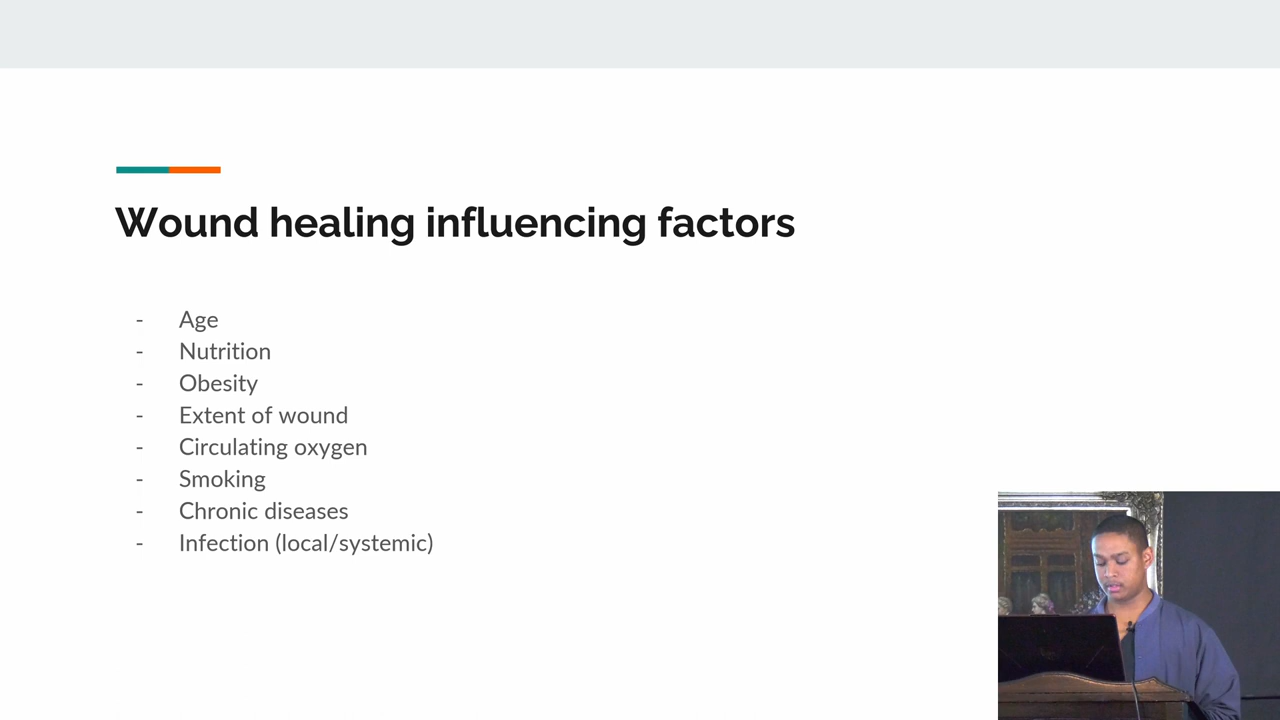 Wound healing influencing factors
- Age
- Nutrition
- Obesity
- Extent of wound
- Circulating oxygen
- Smoking
- Chronic diseases
- Infection (local/systemic)